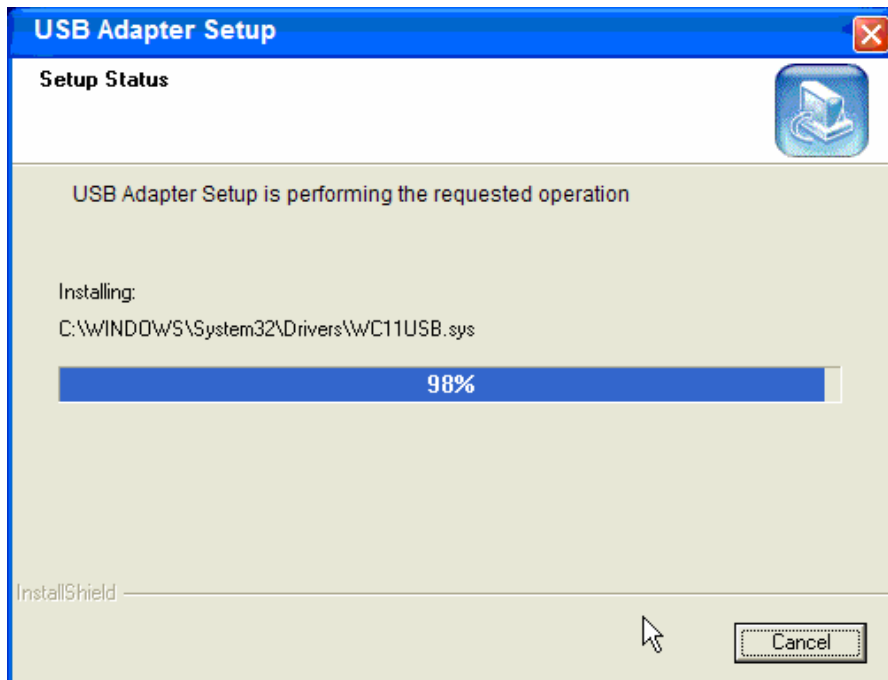 USB Adapter Setup
Setup Status
USB Adapter Setup is performing the requested operation
Installing:
C:\WINDOWS\System32\Drivers\WC11USB.sys
98%
InstallShield
Cancel